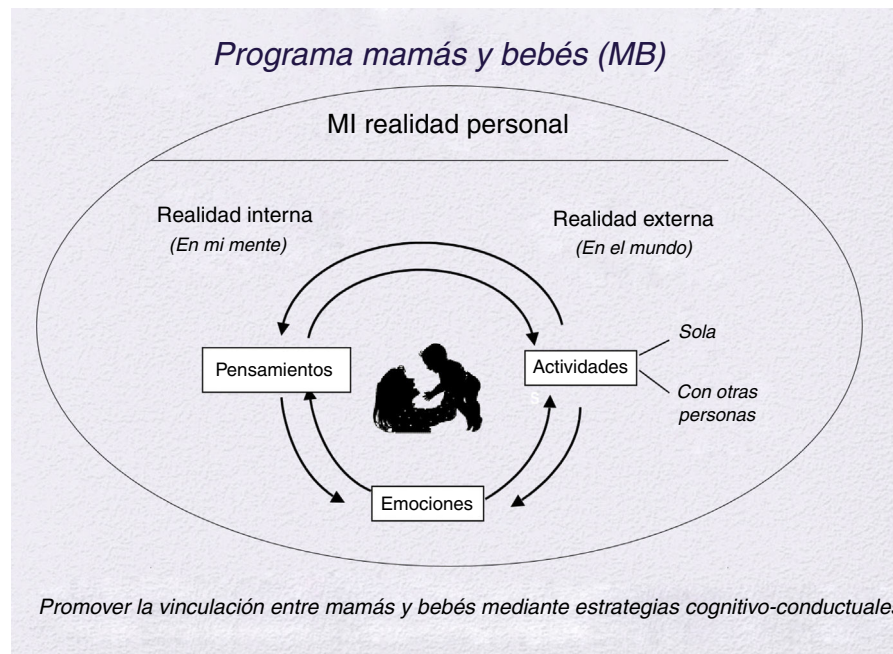 Programa mamás y bebés (MB)
MI realidad personal
Realidad interna
(En mi mente)
Realidad externa
(En el mundo)
Pensamientos
Actividades
s
Sola
Con otras
personas
Emociones
Promover la vinculación entre mamás y bebés mediante estrategias cognitivo-conductuales